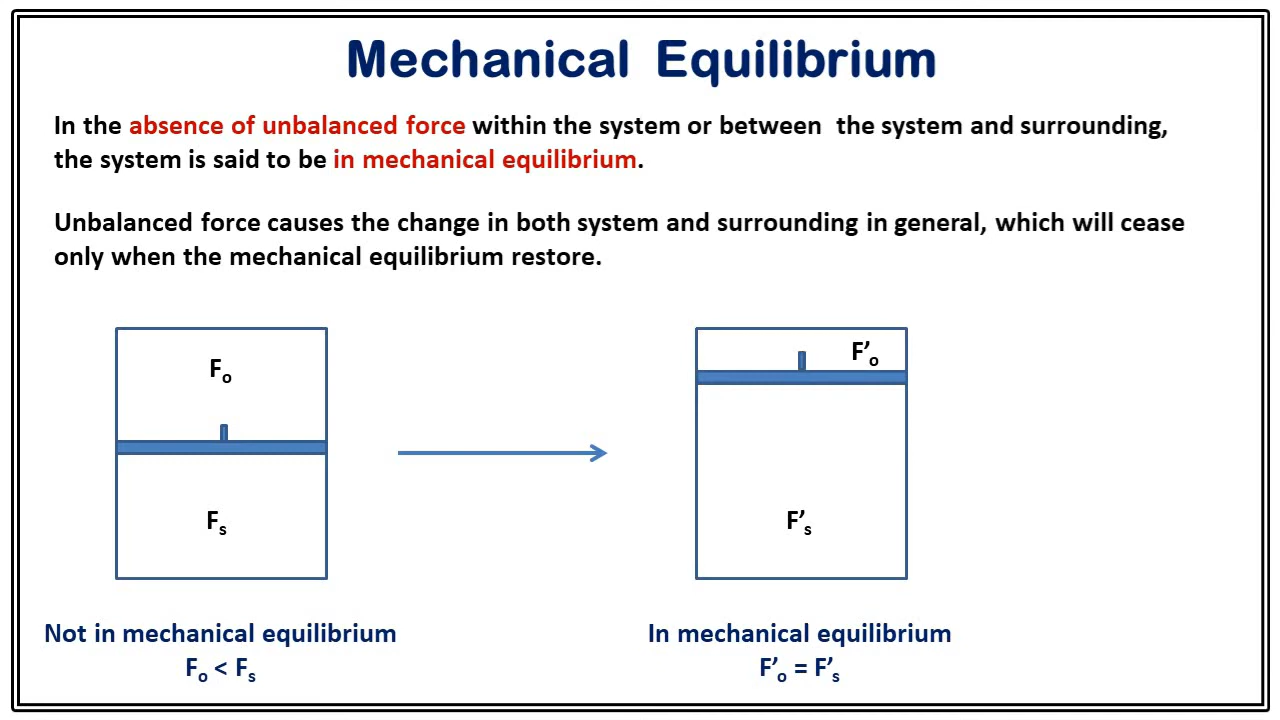 Mechanical Equilibrium
In the absence of unbalanced force within the system or between the system and surrounding,
the system is said to be in mechanical equilibrium.
Unbalanced force causes the change in both system and surrounding in general, which will cease
only when the mechanical equilibrium restore.
Fo
F’o
Fs
F’s
Not in mechanical equilibrium
Fo < Fs
In mechanical equilibrium
F’o = F’s